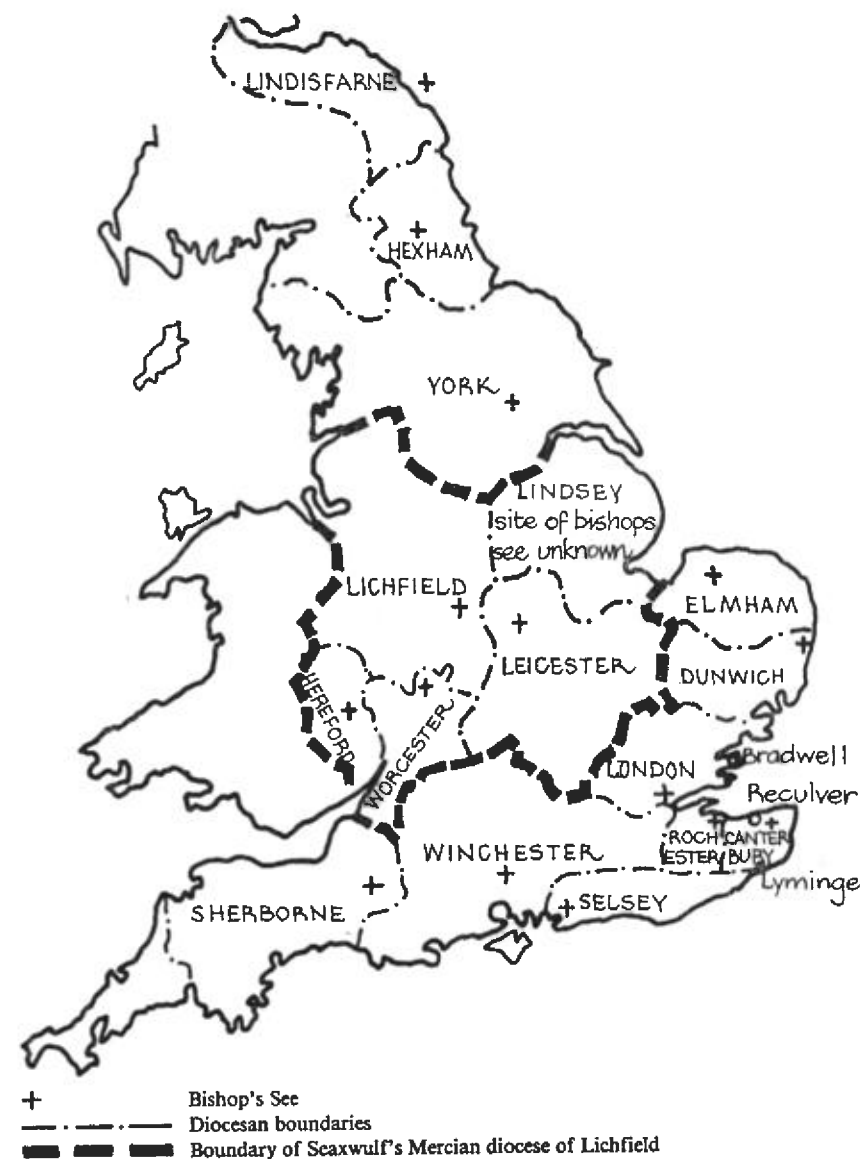 LINDISFARNE
HEXHAM
YORK
LINDSEY
site of bishops
see unknown
LICHFIELD
ELMHAM
LEICESTER
DUNWICH
HEREFORD
WORCESTER
LONDON
Bradwell
Reculver
ROCH
ESTER
CANTER
BURY
WINCHESTER
Lyminge
SHERBORNE
SELSEY
Bishop's See
Diocesan boundaries
Boundary of Seaxwulf's Mercian diocese of Lichfield